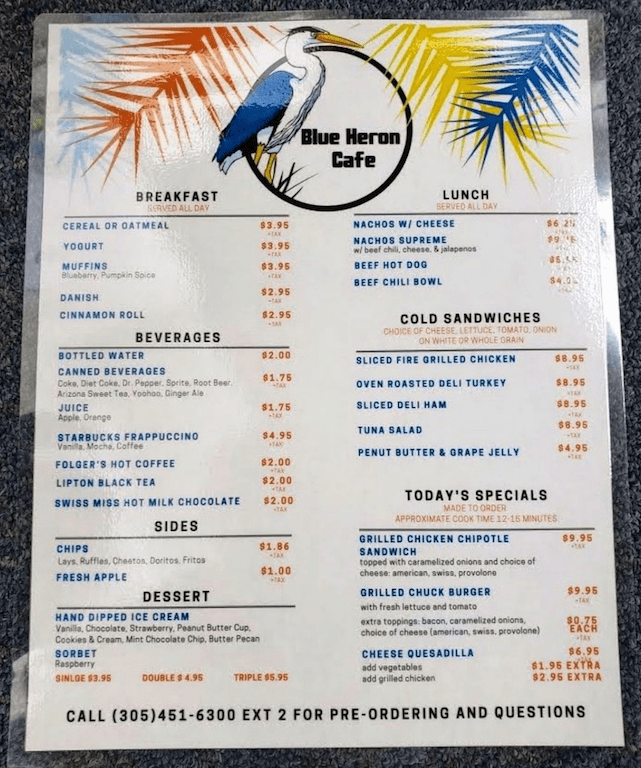 Blue Heron
Cafe
BREAKFAST
SERVED ALL DAY
CEREAL OR OATMEAL $3.95
+TAX
YOGURT $3.95
+TAX
MUFFINS $3.95
Blueberry, Pumpkin Spice +TAX
DANISH $2.95
+TAX
CINNAMON ROLL $2.95
+TAX
BEVERAGES
BOTTLED WATER $2.00
CANNED BEVERAGES $1.75
Coke, Diet Coke, Dr. Pepper, Sprite, Root Beer, +TAX
Arizona Sweet Tea, Yoohoo, Ginger Ale
JUICE $1.75
Apple, Orange +TAX
STARBUCKS FRAPPUCCINO $4.95
Vanilla, Mocha, Coffee +TAX
FOLGER'S HOT COFFEE $2.00
+TAX
LIPTON BLACK TEA $2.00
+TAX
SWISS MISS HOT MILK CHOCOLATE $2.00
+TAX
SIDES
CHIPS $1.86
Lays, Ruffles, Cheetos, Doritos, Fritos +TAX
FRESH APPLE $1.00
+TAX
DESSERT
HAND DIPPED ICE CREAM
Vanilla, Chocolate, Strawberry, Peanut Butter Cup,
Cookies & Cream, Mint Chocolate Chip, Butter Pecan
SORBET
Raspberry
SINLGE $3.95 DOUBLE $ 4.95 TRIPLE $5.95
LUNCH
SERVED ALL DAY
NACHOS W/ CHEESE
NACHOS SUPREME
w/ beef chili, cheese, & jalapenos
BEEF HOT DOG
BEEF CHILI BOWL
COLD SANDWICHES
CHOICE OF CHEESE, LETTUCE, TOMATO, ONION
ON WHITE OR WHOLE GRAIN
SLICED FIRE GRILLED CHICKEN $8.95
+TAX
OVEN ROASTED DELI TURKEY $8.95
+TAX
SLICED DELI HAM $8.95
+TAX
TUNA SALAD $8.95
+TAX
PENUT BUTTER & GRAPE JELLY $4.95
+TAX
TODAY'S SPECIALS
MADE TO ORDER
APPROXIMATE COOK TIME 12-15 MINUTES
GRILLED CHICKEN CHIPOTLE $9.95
SANDWICH +TAX
topped with caramelized onions and choice of
cheese: american, swiss, provolone
GRILLED CHUCK BURGER $9.95
+TAX
with fresh lettuce and tomato
extra toppings: bacon, caramelized onions, $0.75
choice of cheese (american, swiss, provolone) EACH
+TAX
CHEESE QUESADILLA $6.95
add vegetables $1.95 EXTRA
add grilled chicken $2.95 EXTRA
CALL (305)451-6300 EXT 2 FOR PRE-ORDERING AND QUESTIONS